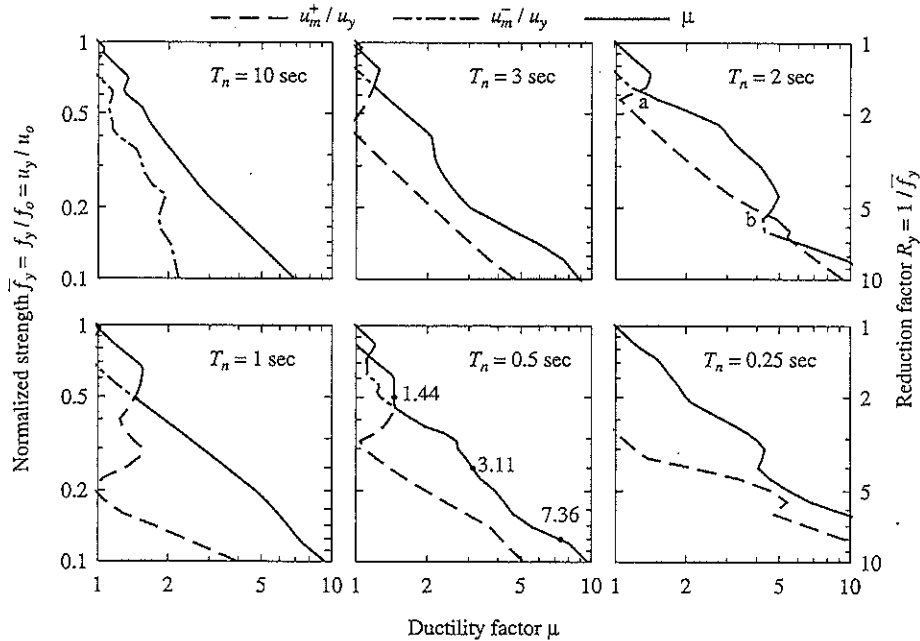 u_m^+ / u_y   u_m^- / u_y   μ
Normalized strength f̅_y = f_y / f_o = u_y / u_o
1
0.5
0.2
0.1
T_n = 10 sec
T_n = 3 sec
T_n = 2 sec
a
b
1
2
5
10
Reduction factor R_y = 1 / f̅_y
1
0.5
0.2
0.1
T_n = 1 sec
T_n = 0.5 sec
1.44
3.11
7.36
T_n = 0.25 sec
1
2
5
10
1 2 5 10 1 2 5 10 1 2 5 10
Ductility factor μ